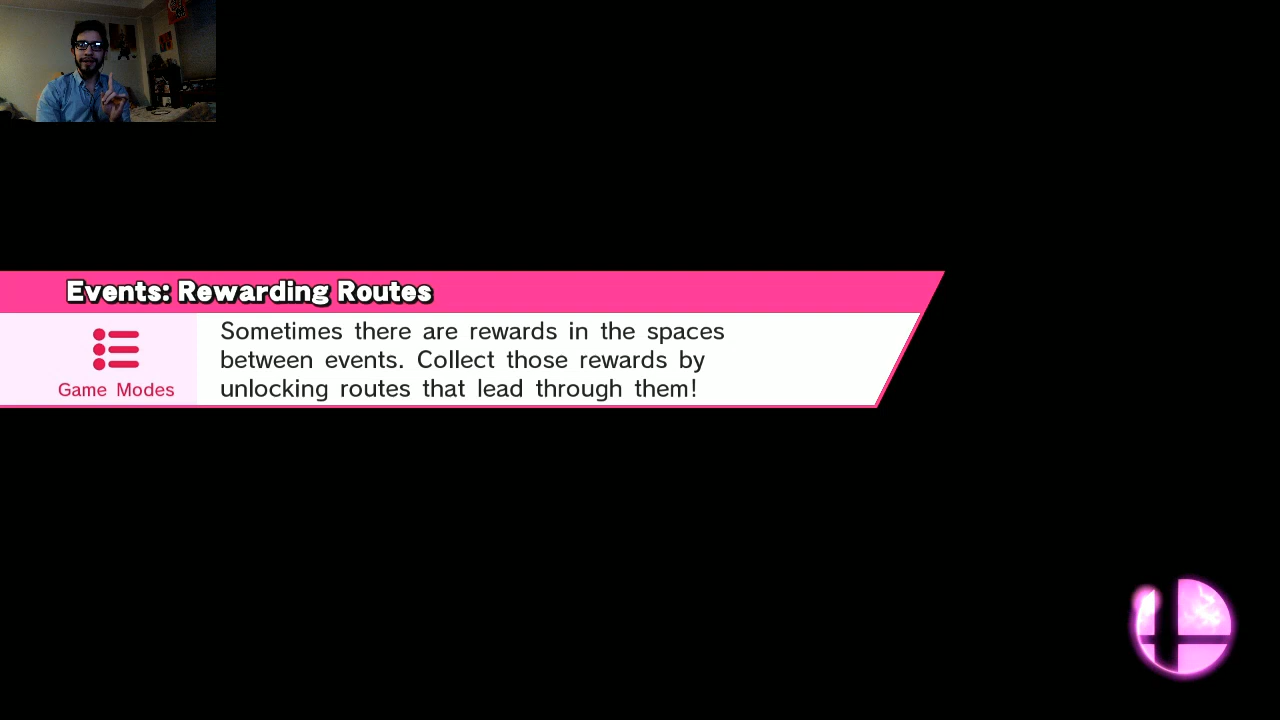 Events: Rewarding Routes
Sometimes there are rewards in the spaces
between events. Collect those rewards by
unlocking routes that lead through them!
Game Modes